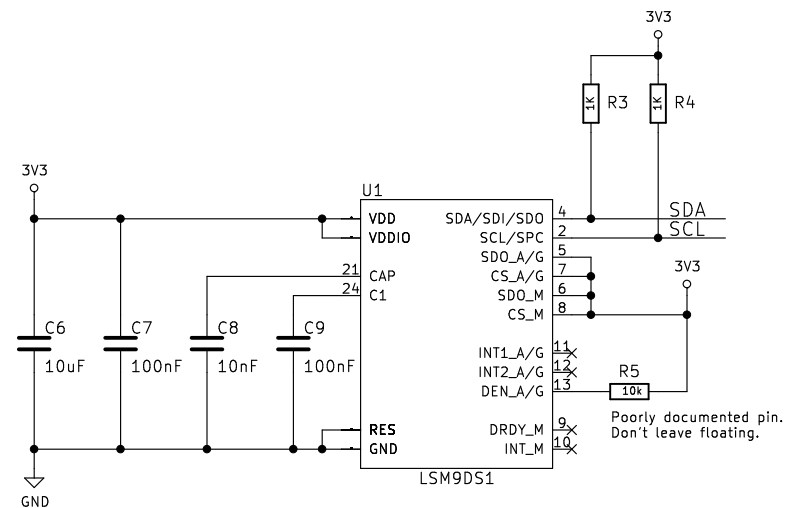 3V3
1K
R3
1K
R4
3V3
U1
VDD
SDA/SDI/SDO
4
SDA
VDDIO
SCL/SPC
2
SCL
SDO_A/G
5
21
CAP
CS_A/G
7
3V3
24
C1
SDO_M
6
CS_M
8
C6
10uF
C7
100nF
C8
10nF
C9
100nF
INT1_A/G
11
INT2_A/G
12
DEN_A/G
13
R5
10k
Poorly documented pin.
Don't leave floating.
RES
DRDY_M
9
GND
INT_M
10
LSM9DS1
GND